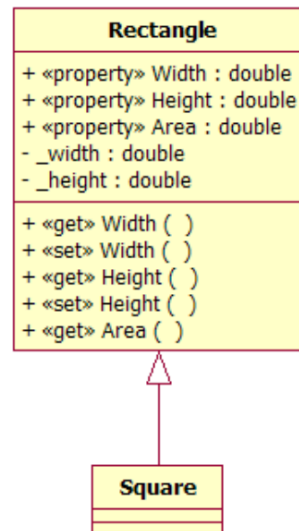 Rectangle
+ «property» Width : double
+ «property» Height : double
+ «property» Area : double
- _width : double
- _height : double
+ «get» Width ( )
+ «set» Width ( )
+ «get» Height ( )
+ «set» Height ( )
+ «get» Area ( )
Square